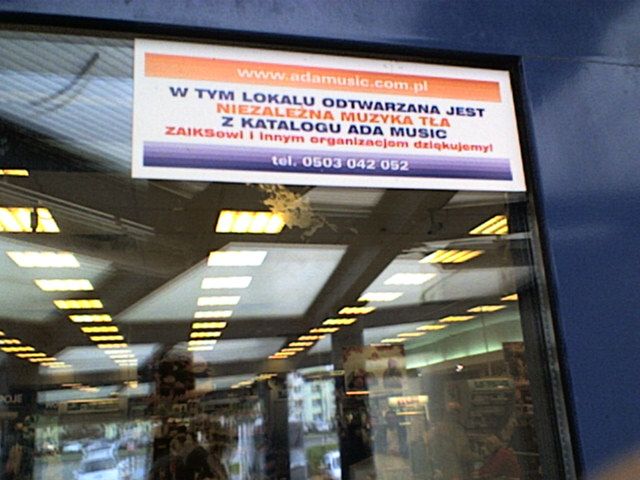 www.adamusic.com.pl
W TYM LOKALU ODTWARZANA JEST
NIEZALEŻNA MUZYKA TŁA
Z KATALOGU ADA MUSIC
ZAIKSowi i innym organizacjom dziękujemy!
tel. 0503 042 052